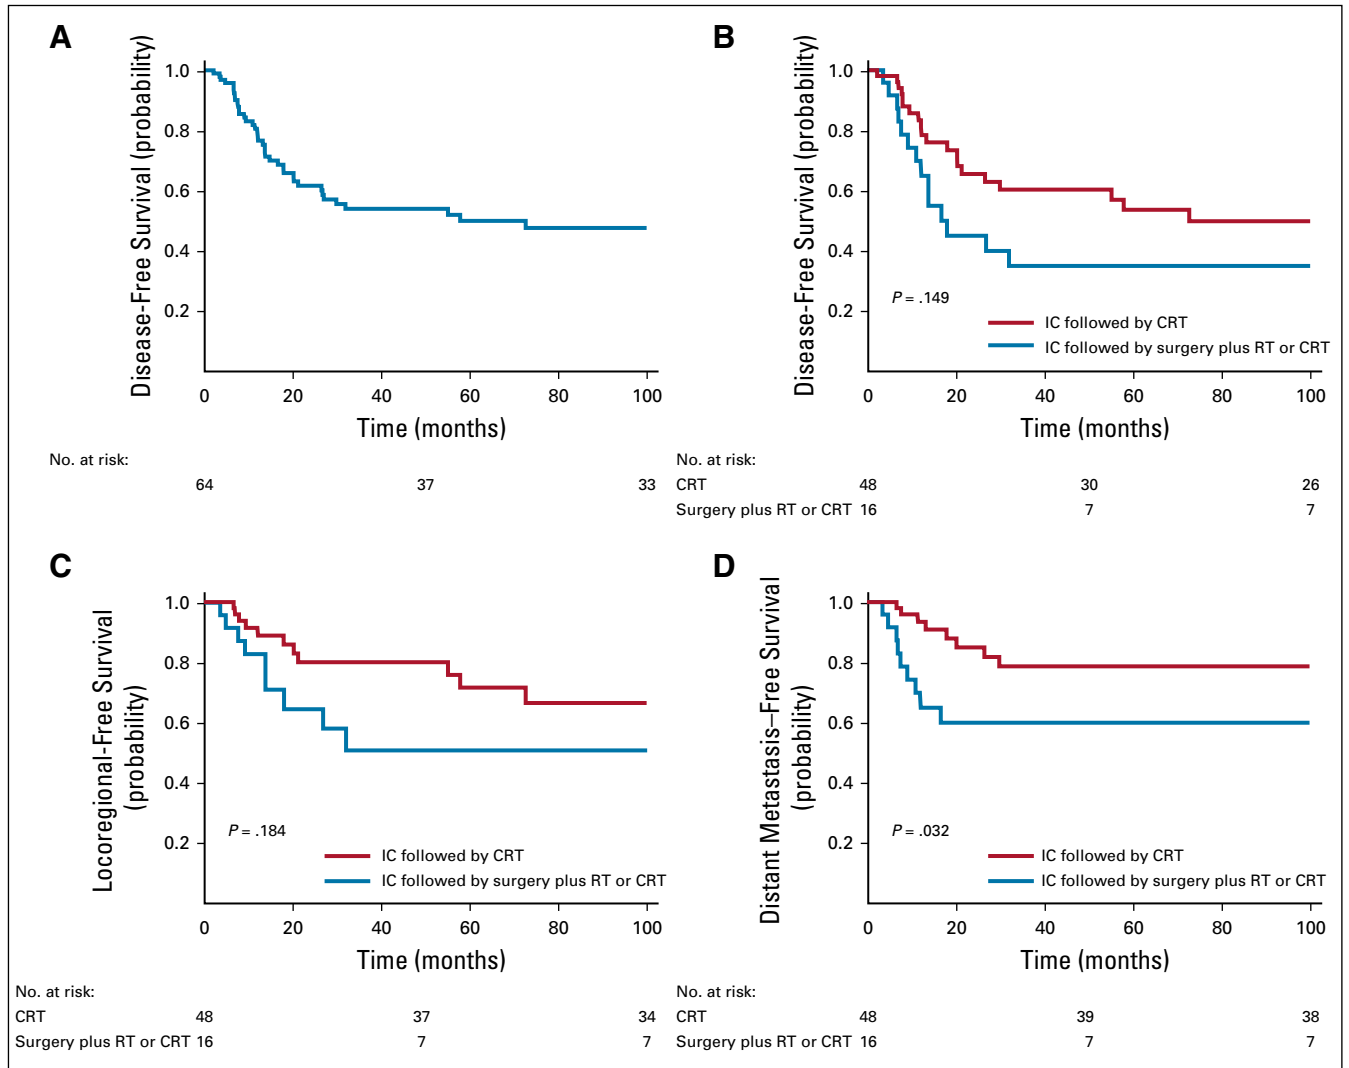 A
Disease-Free Survival (probability)
1.0
0.8
0.6
0.4
0.2
0 20 40 60 80 100
Time (months)
No. at risk:
64 37 33
B
Disease-Free Survival (probability)
1.0
0.8
0.6
0.4
0.2
P = .149
IC followed by CRT
IC followed by surgery plus RT or CRT
0 20 40 60 80 100
Time (months)
No. at risk:
CRT 48 30 26
Surgery plus RT or CRT 16 7 7
C
Locoregional-Free Survival
(probability)
1.0
0.8
0.6
0.4
0.2
P = .184
IC followed by CRT
IC followed by surgery plus RT or CRT
0 20 40 60 80 100
Time (months)
No. at risk:
CRT 48 37 34
Surgery plus RT or CRT 16 7 7
D
Distant Metastasis–Free Survival
(probability)
1.0
0.8
0.6
0.4
0.2
P = .032
IC followed by CRT
IC followed by surgery plus RT or CRT
0 20 40 60 80 100
Time (months)
No. at risk:
CRT 48 39 38
Surgery plus RT or CRT 16 7 7